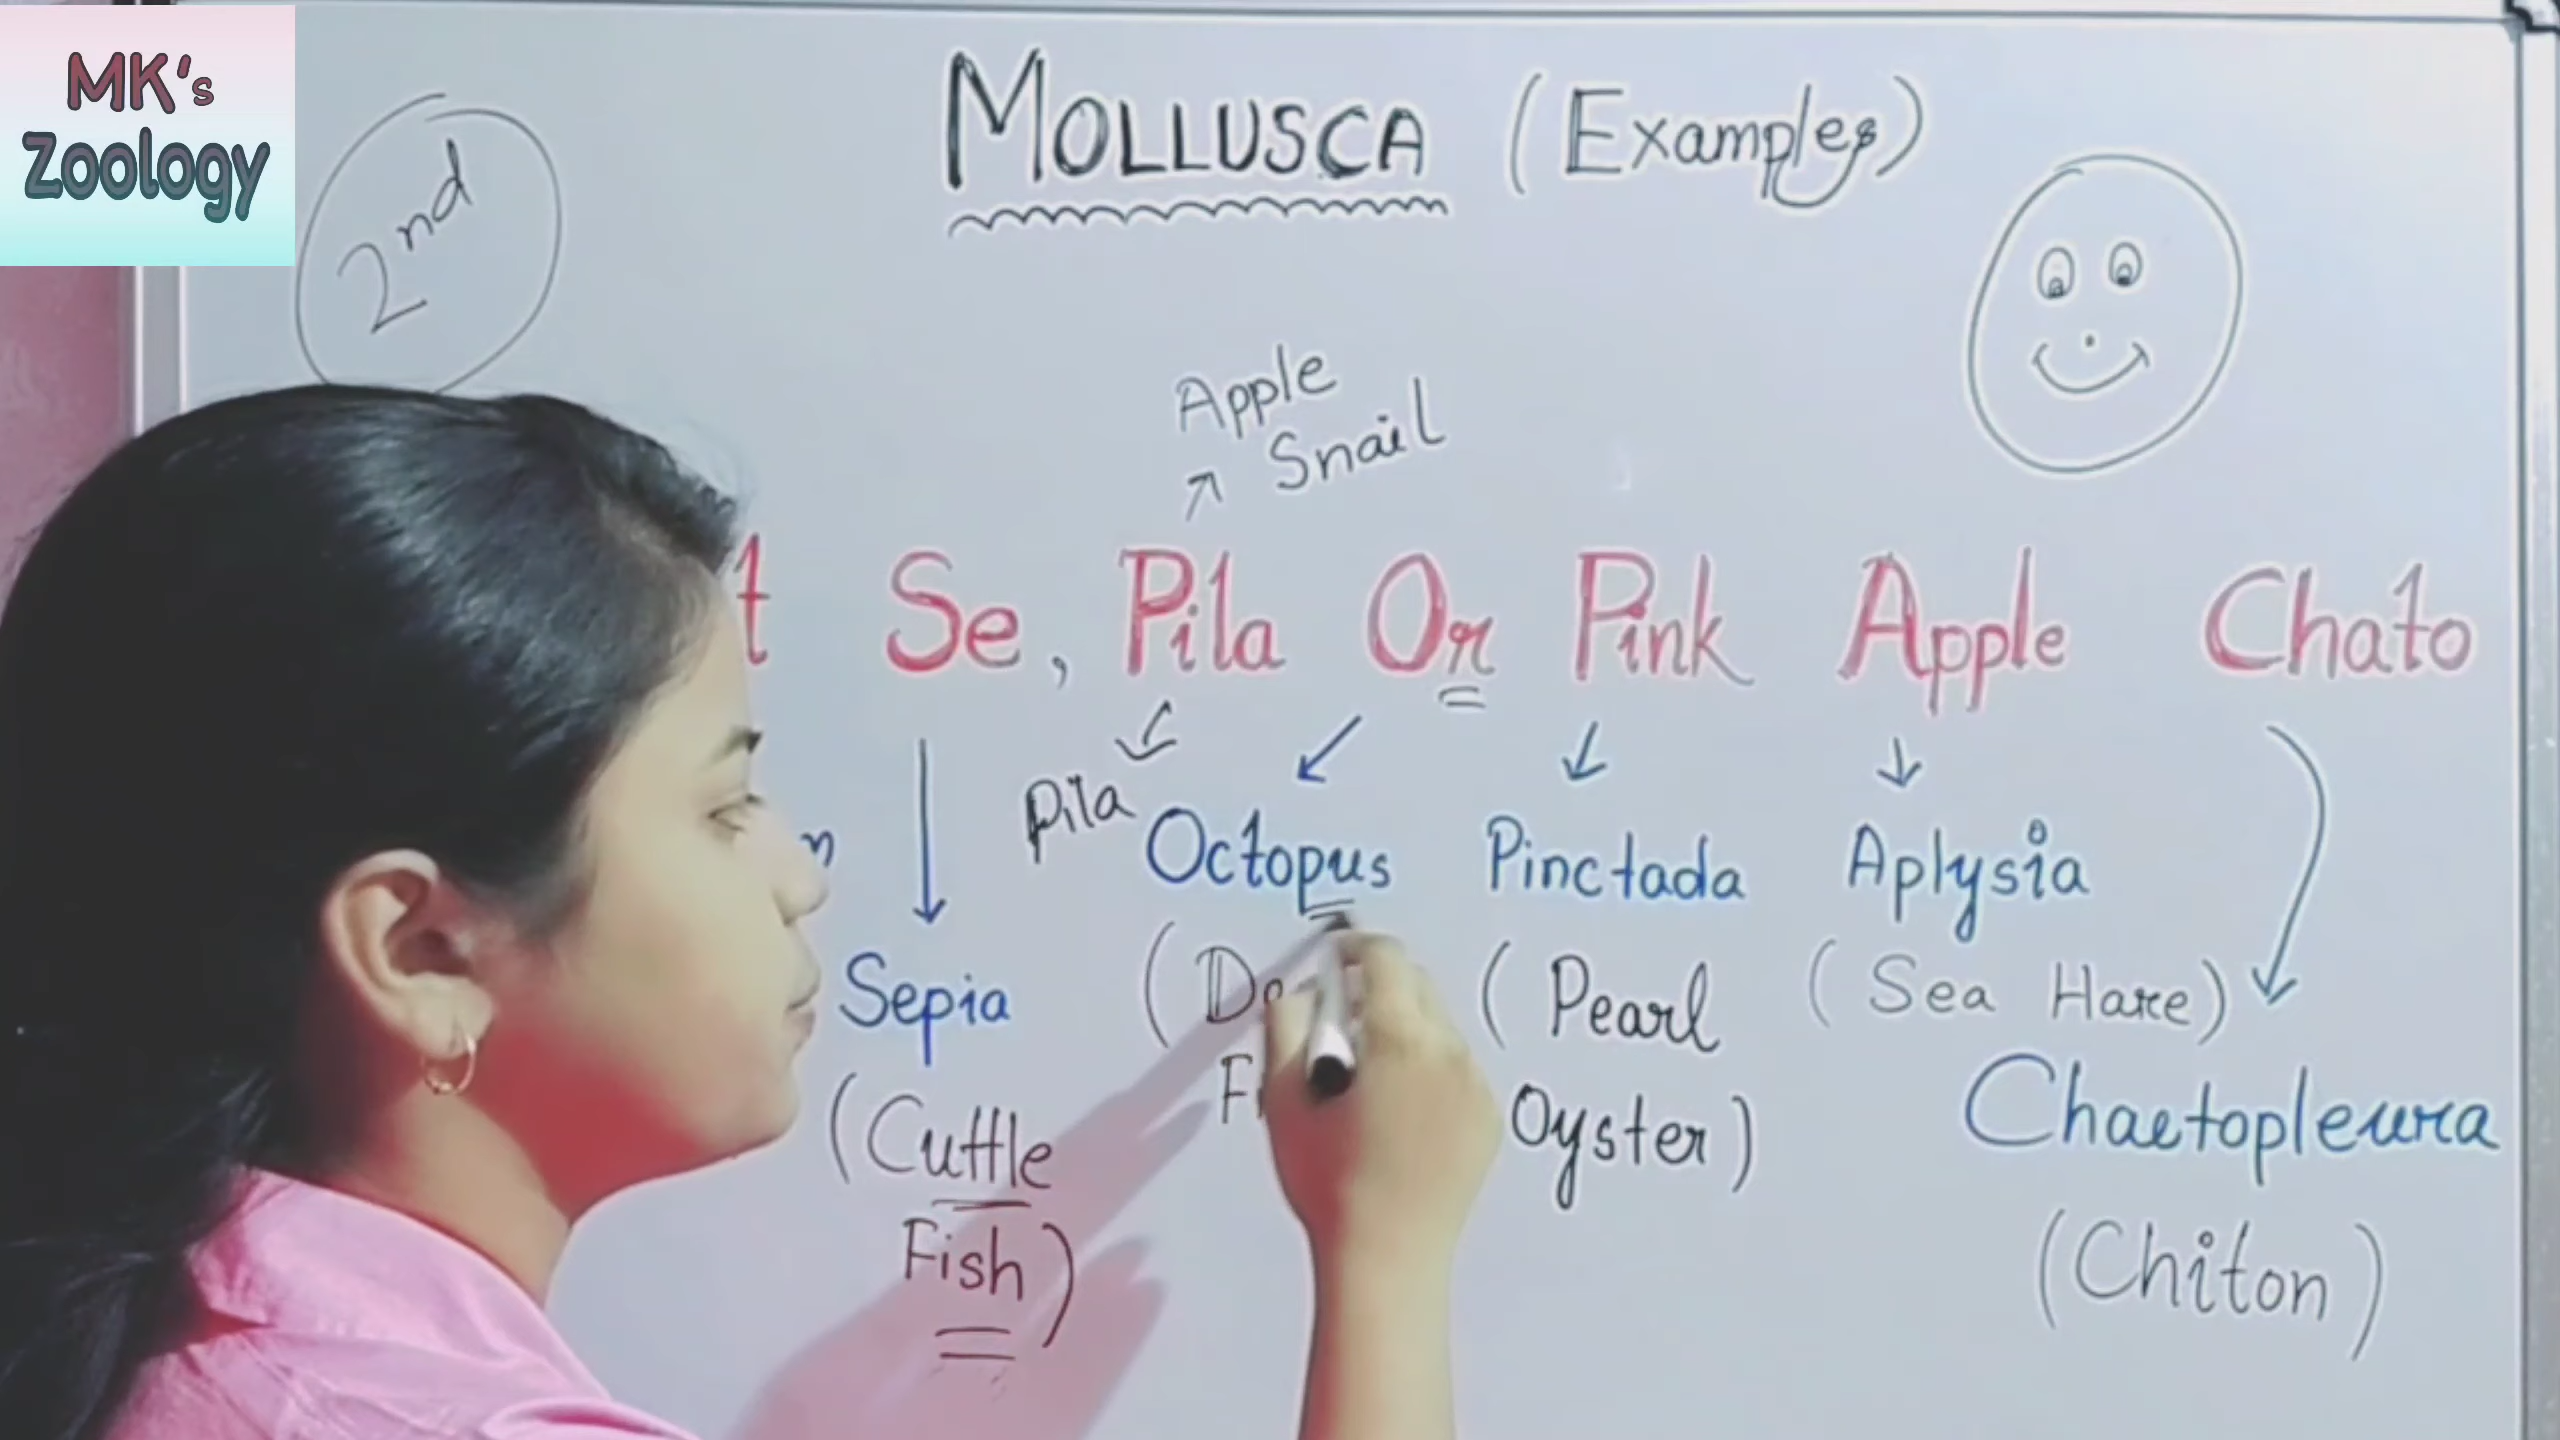 MK's
Zoology
2nd
MOLLUSCA (Examples)
Apple
Snail
Se, Pila Or Pink Apple Chato
Pila
Octopus Pinctada Aplysia
Sepia
(Pearl
Oyster)
(Sea Hare)
(Cuttle
Fish)
Chaetopleura
(Chiton)